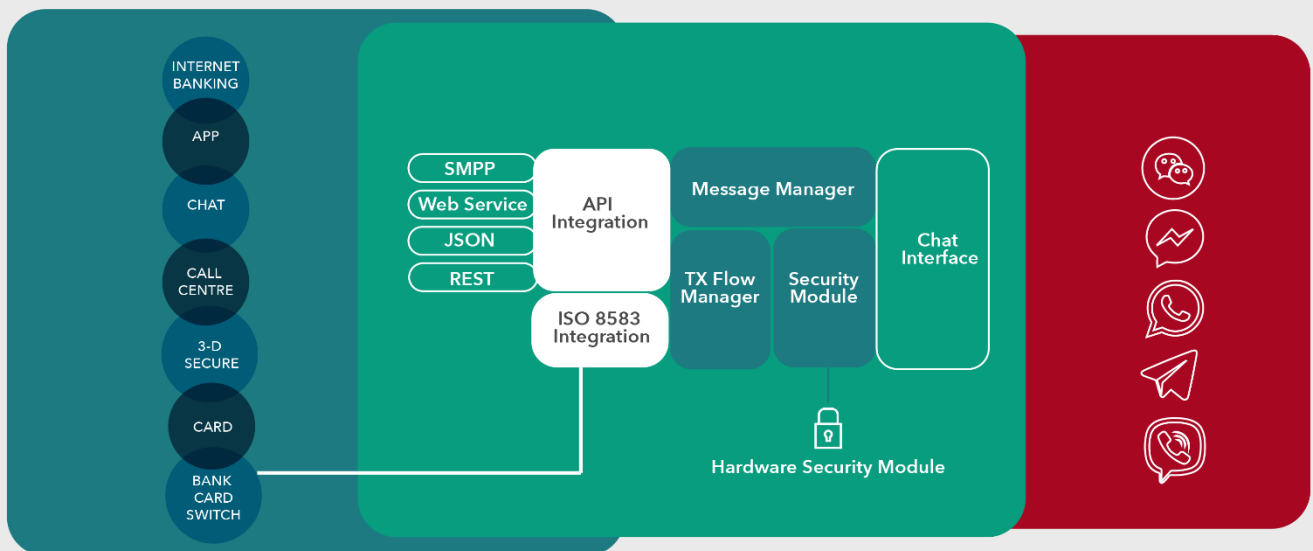 INTERNET
BANKING
APP
CHAT
CALL
CENTRE
3-D
SECURE
CARD
BANK
CARD
SWITCH
SMPP
Web Service
JSON
REST
API
Integration
ISO 8583
Integration
Message Manager
TX Flow
Manager
Security
Module
Chat
Interface
Hardware Security Module